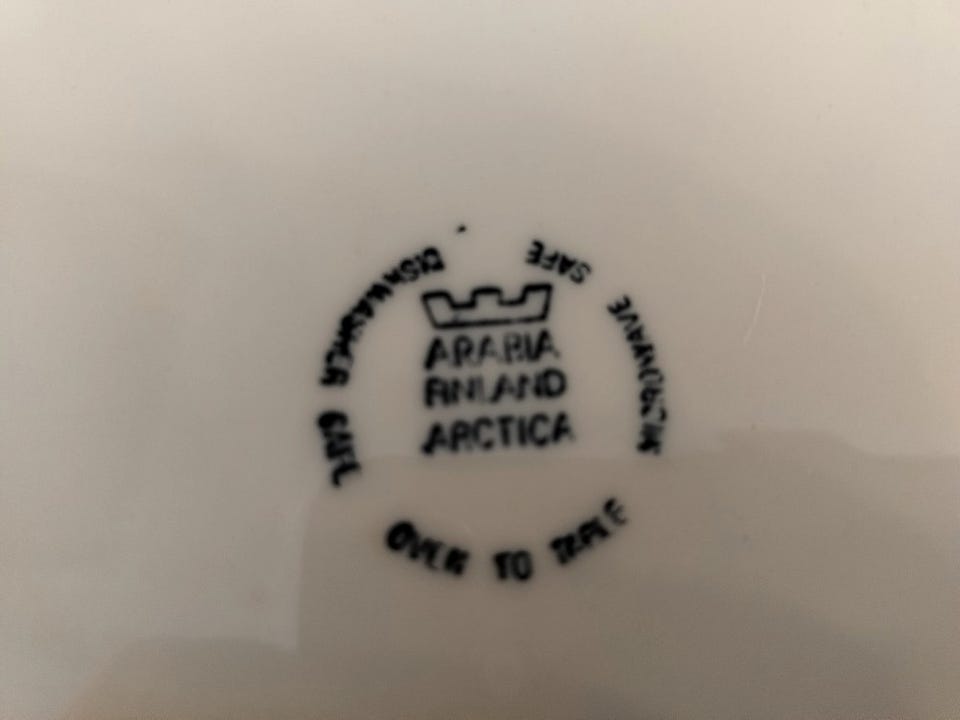 ARABIA
FINLAND
ARCTICA
DISHWASHER SAFE
OVEN TO TABLE
MICROWAVE SAFE